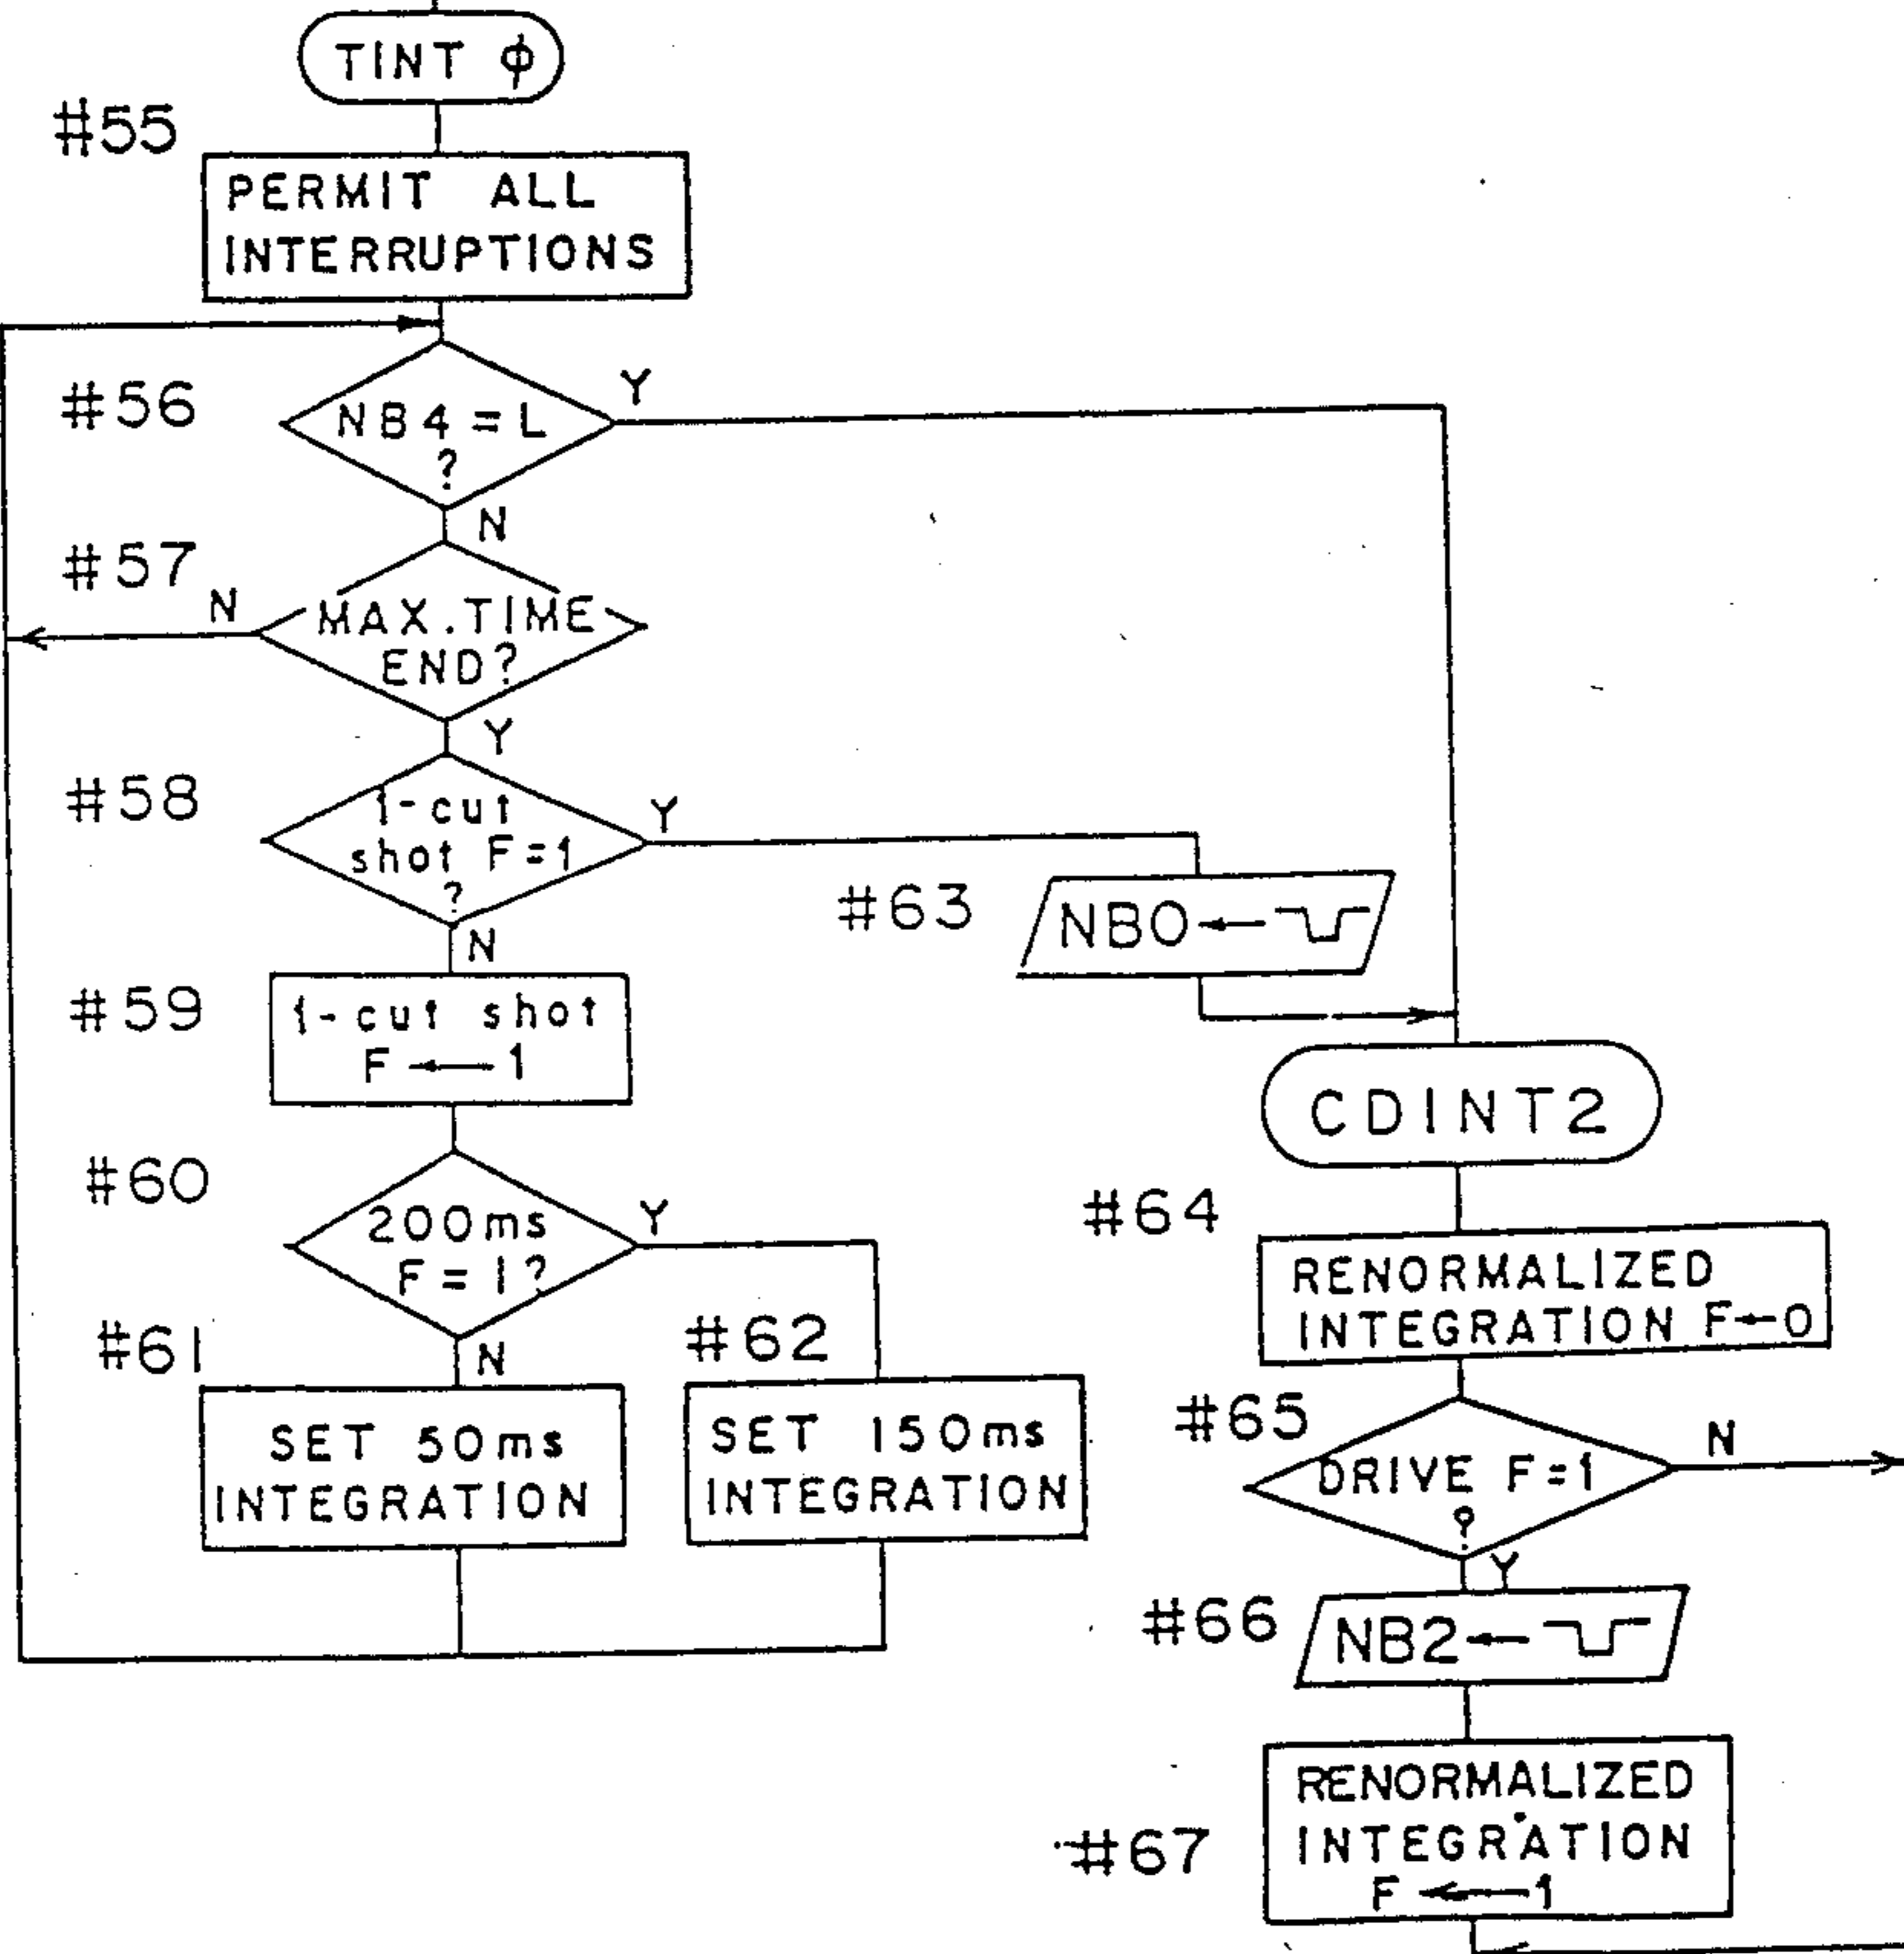 TINT φ
#55
PERMIT ALL
INTERRUPTIONS
#56
NB4=L
?
Y
N
#57
MAX.TIME
END?
N
Y
#58
1-cut
shot F=1
?
Y
N
#63
NB0←
#59
1-cut shot
F←1
CDINT2
#60
200ms
F=1?
Y
N
#61
SET 50ms
INTEGRATION
#62
SET 150ms
INTEGRATION
#64
RENORMALIZED
INTEGRATION F←0
#65
DRIVE F=1
?
N
Y
#66
NB2←
#67
RENORMALIZED
INTEGRATION
F←1